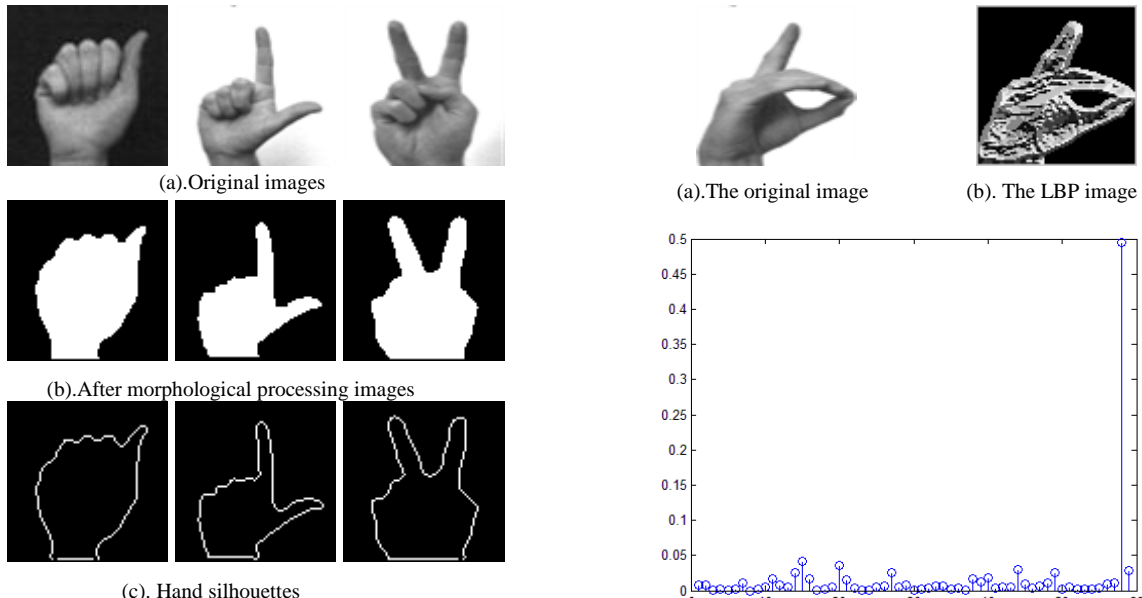 (a).Original images
(b).After morphological processing images
(c). Hand silhouettes
(a).The original image
(b). The LBP image
0.5
0.45
0.4
0.35
0.3
0.25
0.2
0.15
0.1
0.05
0